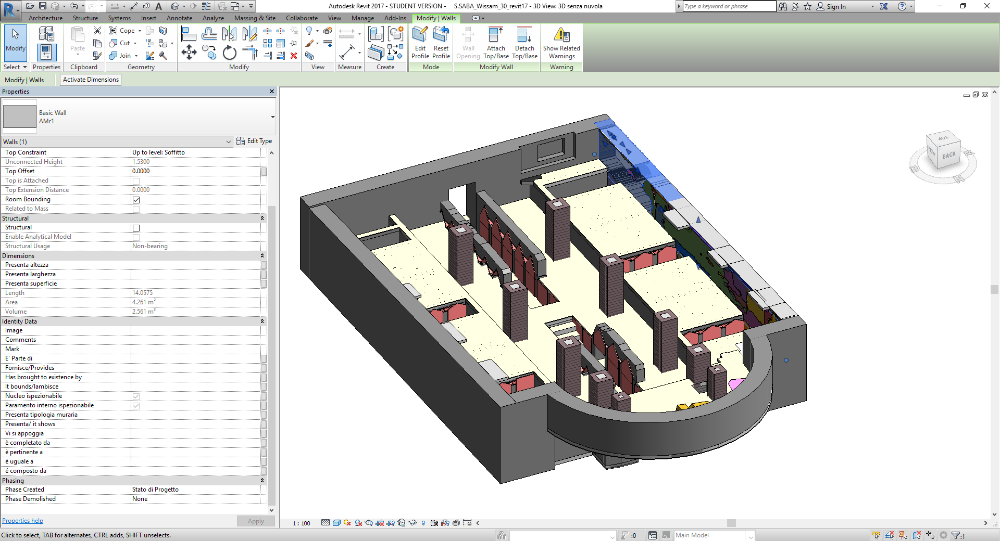 Autodesk Revit 2017 - STUDENT VERSION - S.SABA_Wissam_30_revit17 - 3D View: 3D senza nuvola
Type a keyword or phrase
Sign In
Architecture Structure Systems Insert Annotate Analyze Massing & Site Collaborate View Manage Add-Ins Modify | Walls
Modify
Paste
Cope
Cut
Join
Edit Profile
Reset Profile
Wall Opening
Attach Top/Base
Detach Top/Base
Show Related Warnings
Select Properties Clipboard Geometry Modify View Measure Create Mode Modify Wall Warning
Modify | Walls Activate Dimensions
Properties
Basic Wall
AMr1
Walls (1) Edit Type
Top Constraint Up to level: Soffitto
Unconnected Height 1.5300
Top Offset 0.0000
Top is Attached
Top Extension Distance 0.0000
Room Bounding
Related to Mass
Structural
Structural
Enable Analytical Model
Structural Usage Non-bearing
Dimensions
Presenta altezza
Presenta larghezza
Presenta superficie
Length 14.0575
Area 4.261 m²
Volume 2.561 m³
Identity Data
Image
Comments
Mark
E' Parte di
Fornisce/Provides
Has brought to existence by
It bounds/lambisce
Nucleo ispezionabile
Paramento interno ispezionabile
Presenta tipologia muraria
Presenta/ it shows
Vi si appoggia
è completato da
è pertinente a
è uguale a
é composto da
Phasing
Phase Created Stato di Progetto
Phase Demolished None
Properties help Apply
TOP
BACK
N
1 : 100
Click to select, TAB for alternates, CTRL adds, SHIFT unselects.
:0
Main Model
:1